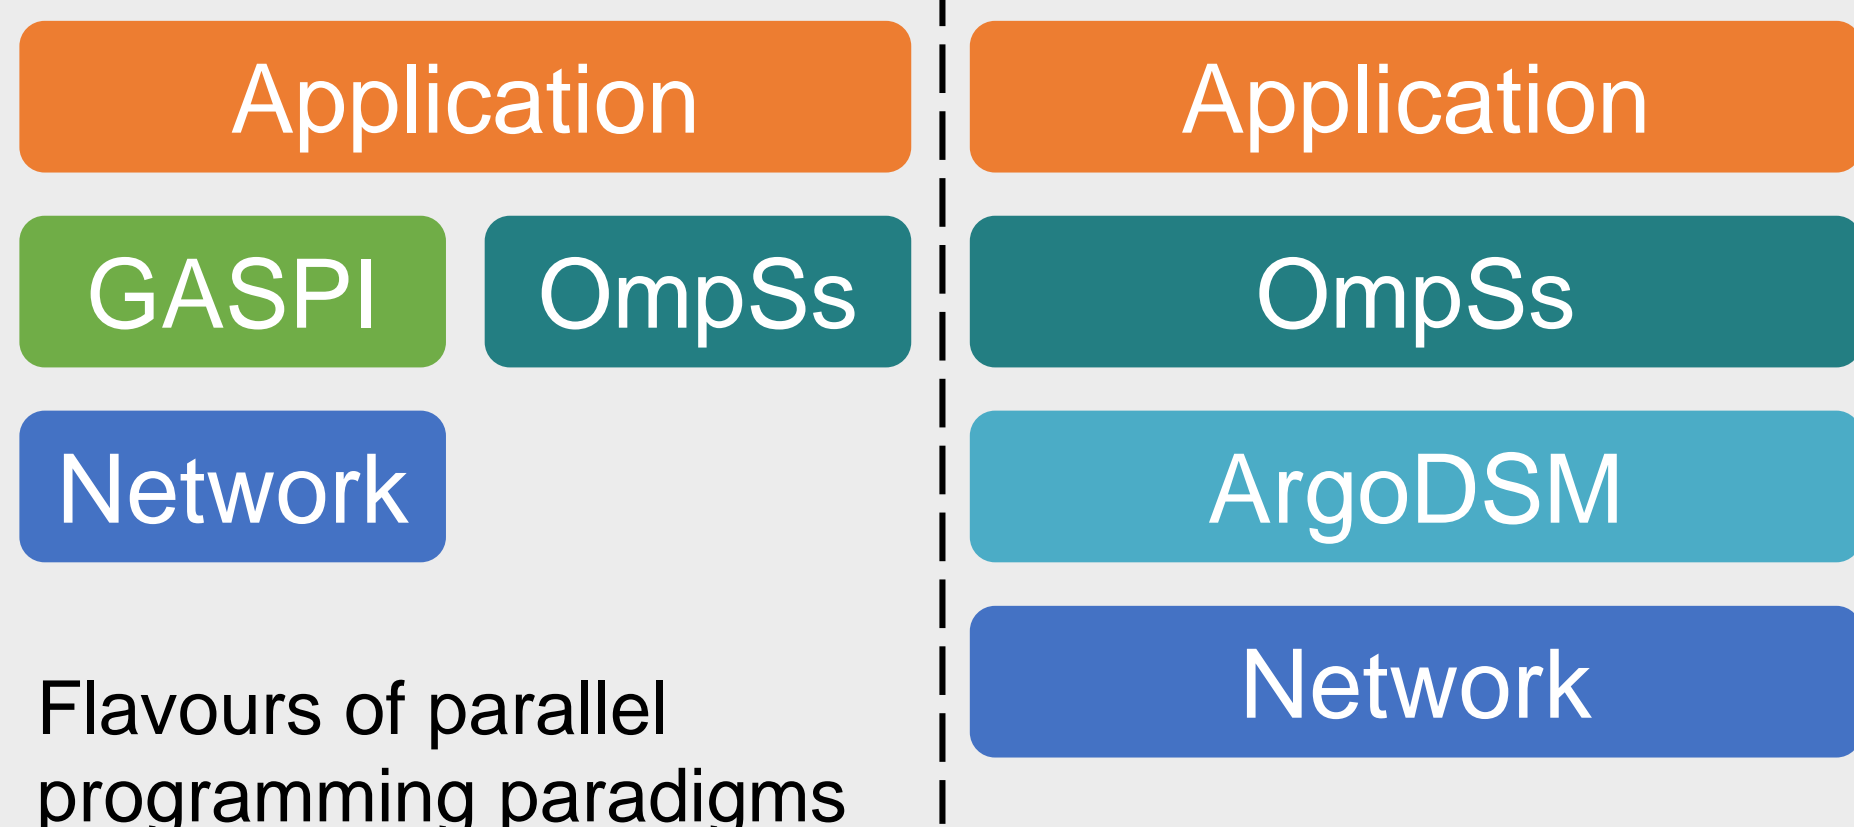 Application
GASPI
OmpSs
Network
Flavours of parallel
programming paradigms
Application
OmpSs
ArgoDSM
Network